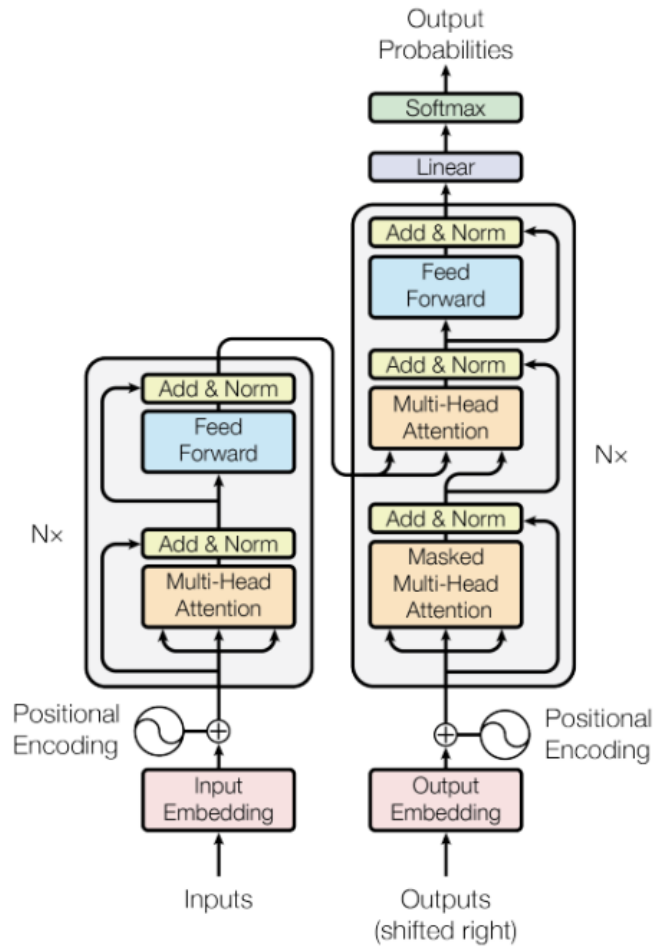 Output
Probabilities
Softmax
Linear
Add & Norm
Feed
Forward
Add & Norm
Multi-Head
Attention
Add & Norm
Masked
Multi-Head
Attention
N×
Add & Norm
Feed
Forward
Add & Norm
Multi-Head
Attention
N×
Positional
Encoding
Positional
Encoding
Input
Embedding
Output
Embedding
Inputs
Outputs
(shifted right)